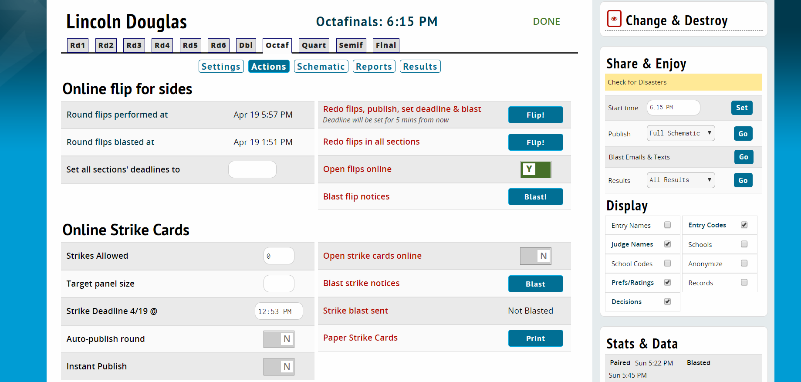 Lincoln Douglas
Octafinals: 6:15 PM
DONE
Rd1 Rd2 Rd3 Rd4 Rd5 Rd6 Dbl Octaf Quart Semif Final
Settings Actions Schematic Reports Results
Online flip for sides
Round flips performed at Apr 19 5:57 PM
Round flips blasted at Apr 19 1:51 PM
Set all sections' deadlines to
Redo flips, publish, set deadline & blast Flip!
Deadline will be set for 5 mins from now
Redo flips in all sections Flip!
Open flips online Y
Blast flip notices Blast!
Online Strike Cards
Strikes Allowed 0
Target panel size
Strike Deadline 4/19 @ 12:53 PM
Auto-publish round N
Instant Publish N
Open strike cards online N
Blast strike notices Blast
Strike blast sent Not Blasted
Paper Strike Cards Print
Change & Destroy
Share & Enjoy
Check for Disasters
Start time 6:15 PM Set
Publish Full Schematic Go
Blast Emails & Texts Go
Results All Results Go
Display
Entry Names Entry Codes
Judge Names Schools
School Codes Anonymize
Prefs/Ratings Records
Decisions
Stats & Data
Paired Sun 5:22 PM Blasted
Sun 5:45 PM